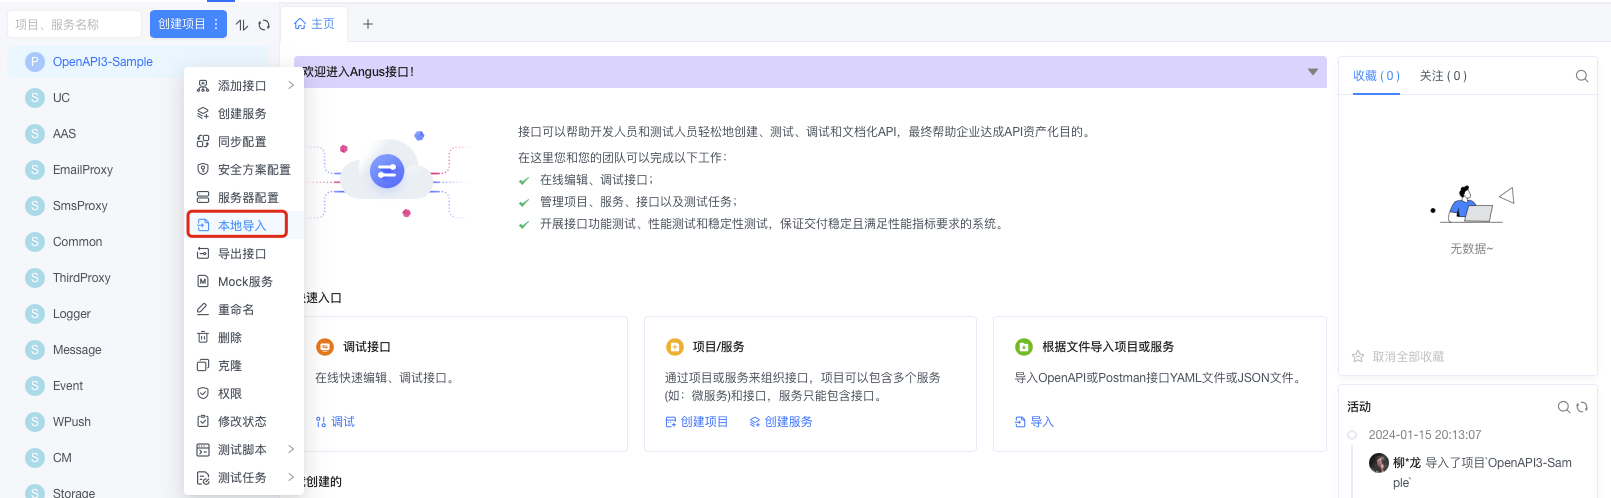 项目、服务名称
创建项目
主页
OpenAPI3-Sample
UC
AAS
EmailProxy
SmsProxy
Common
ThirdProxy
Logger
Message
Event
WPush
CM
Storage
添加接口
创建服务
同步配置
安全方案配置
服务器配置
本地导入
导出接口
Mock服务
重命名
删除
克隆
权限
修改状态
测试脚本
测试任务
欢迎进入Angus接口!
接口可以帮助开发人员和测试人员轻松地创建、测试、调试和文档化API，最终帮助企业达成API资产化目的。
在这里您和您的团队可以完成以下工作：
在线编辑、调试接口；
管理项目、服务、接口以及测试任务；
开展接口功能测试、性能测试和稳定性测试，保证交付稳定且满足性能指标要求的系统。
速入口
调试接口
在线快速编辑、调试接口。
调试
项目/服务
通过项目或服务来组织接口，项目可以包含多个服务
(如：微服务)和接口，服务只能包含接口。
创建项目 创建服务
根据文件导入项目或服务
导入OpenAPI或Postman接口YAML文件或JSON文件。
导入
创建的
收藏 ( 0 ) 关注 ( 0 )
无数据~
取消全部收藏
活动
2024-01-15 20:13:07
柳*龙 导入了项目`OpenAPI3-Sam
ple`
P
S
S
S
S
S
S
S
S
S
S
S
S